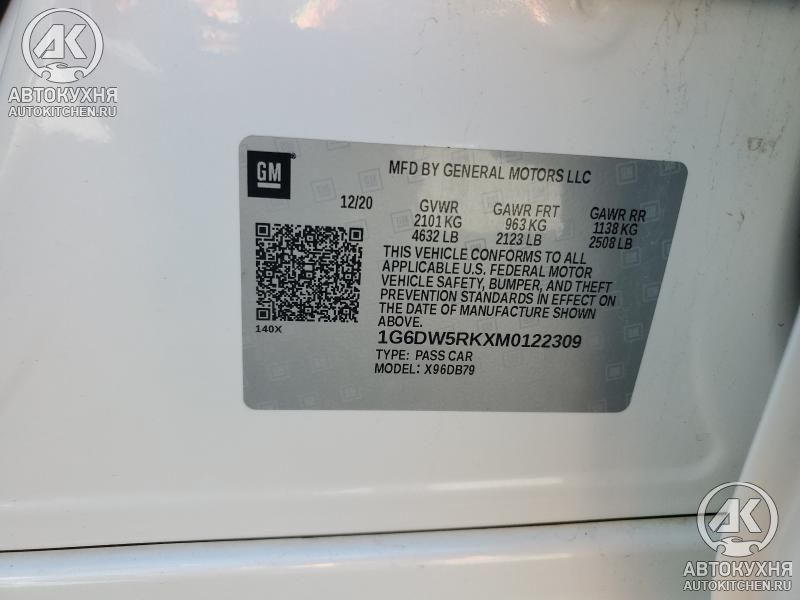 AK
АВТОКУХНЯ
AUTOKITCHEN.RU
GM
MFD BY GENERAL MOTORS LLC
12/20 GVWR GAWR FRT GAWR RR
2101 KG 963 KG 1138 KG
4632 LB 2123 LB 2508 LB
THIS VEHICLE CONFORMS TO ALL
APPLICABLE U.S. FEDERAL MOTOR
VEHICLE SAFETY, BUMPER, AND THEFT
PREVENTION STANDARDS IN EFFECT ON
THE DATE OF MANUFACTURE SHOWN
ABOVE.
140X
1G6DW5RKXM0122309
TYPE: PASS CAR
MODEL: X96DB79
AK
АВТОКУХНЯ
AUTOKITCHEN.RU